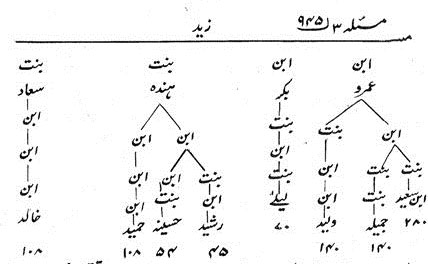 مسئلہ ۳ ۹۴۵ زید
ابن ابن بنت بنت
عمرو بکر ہندہ سعاد
ابن بنت بنت ابن ابن ابن
ابن ابن
بنت بنت ابن بنت بنت ابن ابن ابن
ابن سعید بنت ابن لیلےٰ بنت ابن
جمیلہ ولید رشید حسینہ حمید خالد
۲۸۰ ۱۴۰ ۱۴۰ ۷۰ ۴۵ ۵۴ ۱۰۸ ۱۰۸